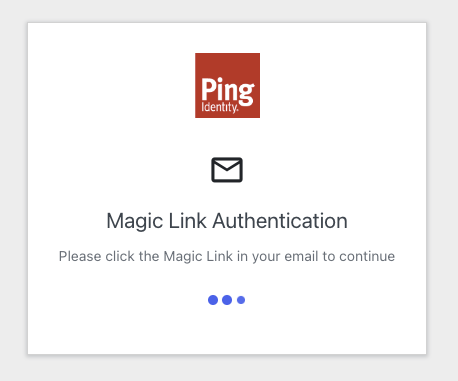 Ping
Identity.
Magic Link Authentication
Please click the Magic Link in your email to continue